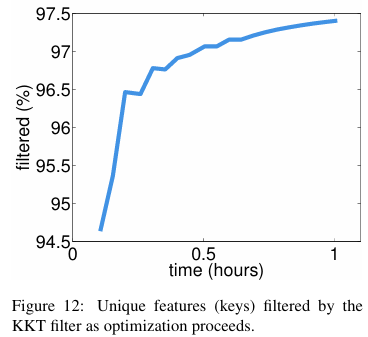 97.5
97
96.5
96
95.5
95
94.5
filtered (%)
0
0.5
1
time (hours)
Figure 12: Unique features (keys) filtered by the
KKT filter as optimization proceeds.